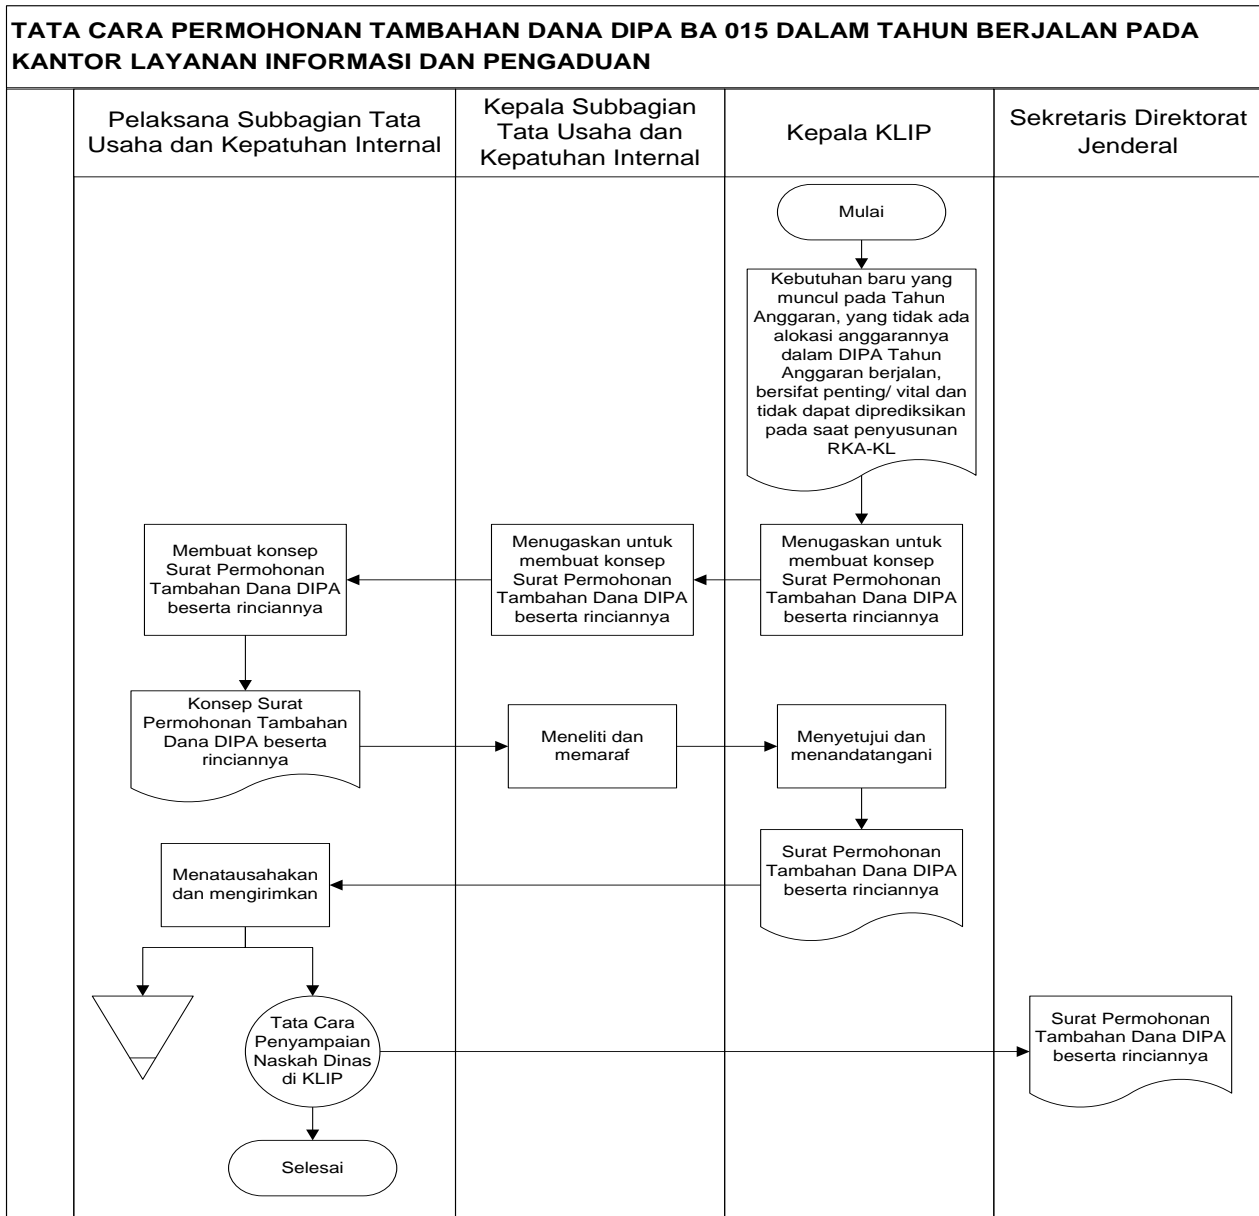 TATA CARA PERMOHONAN TAMBAHAN DANA DIPA BA 015 DALAM TAHUN BERJALAN PADA
KANTOR LAYANAN INFORMASI DAN PENGADUAN
Pelaksana Subbagian Tata
Usaha dan Kepatuhan Internal
Kepala Subbagian
Tata Usaha dan
Kepatuhan Internal
Kepala KLIP
Sekretaris Direktorat
Jenderal
Mulai
Kebutuhan baru yang
muncul pada Tahun
Anggaran, yang tidak ada
alokasi anggarannya
dalam DIPA Tahun
Anggaran berjalan,
bersifat penting/ vital dan
tidak dapat diprediksikan
pada saat penyusunan
RKA-KL
Membuat konsep
Surat Permohonan
Tambahan Dana DIPA
beserta rinciannya
Menugaskan untuk
membuat konsep
Surat Permohonan
Tambahan Dana DIPA
beserta rinciannya
Menugaskan untuk
membuat konsep
Surat Permohonan
Tambahan Dana DIPA
beserta rinciannya
Konsep Surat
Permohonan Tambahan
Dana DIPA beserta
rinciannya
Meneliti dan
memaraf
Menyetujui dan
menandatangani
Menatausahakan
dan mengirimkan
Surat Permohonan
Tambahan Dana DIPA
beserta rinciannya
Tata Cara
Penyampaian
Naskah Dinas
di KLIP
Surat Permohonan
Tambahan Dana DIPA
beserta rinciannya
Selesai